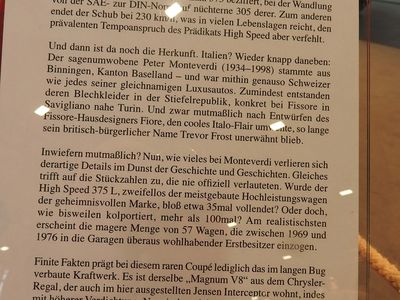 von der SAE- zur DIN-Norm auf nüchterne 305 derer. Zum anderen
endet der Schub bei 230 km/h, was in vielen Lebenslagen reicht, den
prävalenten Tempoanspruch des Prädikats High Speed aber verfehlt.
Und dann ist da noch die Herkunft. Italien? Wieder knapp daneben:
Der sagenumwobene Peter Monteverdi (1934–1998) stammte aus
Binningen, Kanton Baselland – und war mithin genauso Schweizer
wie jedes seiner gleichnamigen Luxusautos. Zumindest entstanden
deren Blechkleider in der Stiefelrepublik, konkret bei Fissore in
Savigliano nahe Turin. Und zwar mutmaßlich nach Entwürfen des
Fissore-Hausdesigners Fiore, den cooles Italo-Flair umwehte, so lange
sein britisch-bürgerlicher Name Trevor Frost unerwähnt blieb.
Inwiefern mutmaßlich? Nun, wie vieles bei Monteverdi verlieren sich
derartige Details im Dunst der Geschichte und Geschichten. Gleiches
trifft auf die Stückzahlen zu, die nie offiziell verlauteten. Wurde der
High Speed 375 L, zweifellos der meistgebaute Hochleistungswagen
der geheimnisvollen Marke, bloß etwa 35mal vollendet? Oder doch,
wie bisweilen kolportiert, mehr als 100mal? Am realistischsten
erscheint die magere Menge von 57 Wagen, die zwischen 1969 und
1976 in die Garagen überaus wohlhabender Erstbesitzer einzogen.
Finite Fakten prägt bei diesem raren Coupé lediglich das im langen Bug
verbaute Kraftwerk. Es ist derselbe „Magnum V8“ aus dem Chrysler-
Regal, der auch im hier ausgestellten Jensen Interceptor wohnt, indes
mit höherer